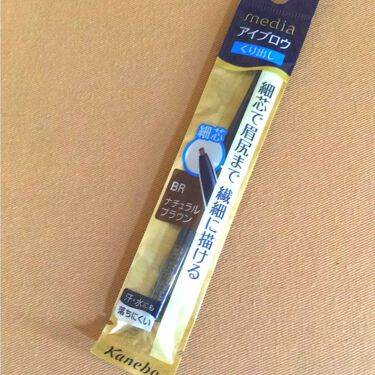 media
アイブロウ
くり出し
細芯で眉尻まで繊細に描ける
細芯
BR
ナチュラル
ブラウン
汗・水にも
落ちにくい
Kanebo